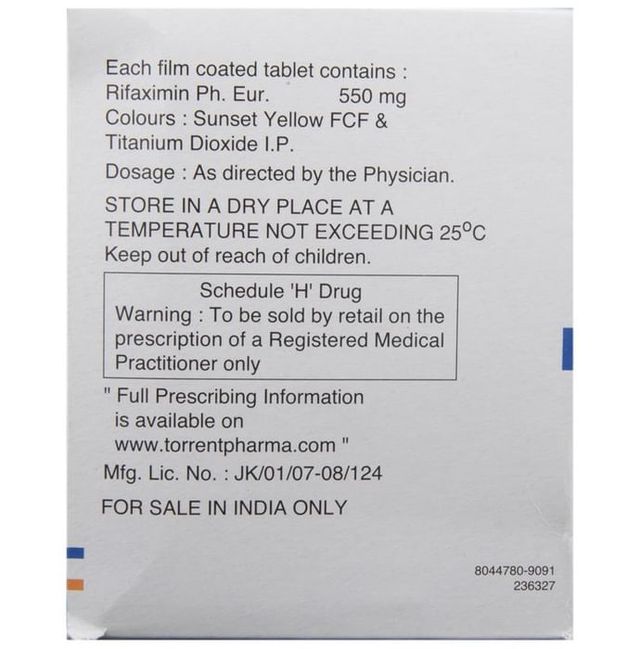 Each film coated tablet contains :
Rifaximin Ph. Eur. 550 mg
Colours : Sunset Yellow FCF &
Titanium Dioxide I.P.
Dosage : As directed by the Physician.
STORE IN A DRY PLACE AT A
TEMPERATURE NOT EXCEEDING 25ºC
Keep out of reach of children.
Schedule 'H' Drug
Warning : To be sold by retail on the
prescription of a Registered Medical
Practitioner only
" Full Prescribing Information
is available on
www.torrentpharma.com "
Mfg. Lic. No. : JK/01/07-08/124
FOR SALE IN INDIA ONLY
8044780-9091
236327